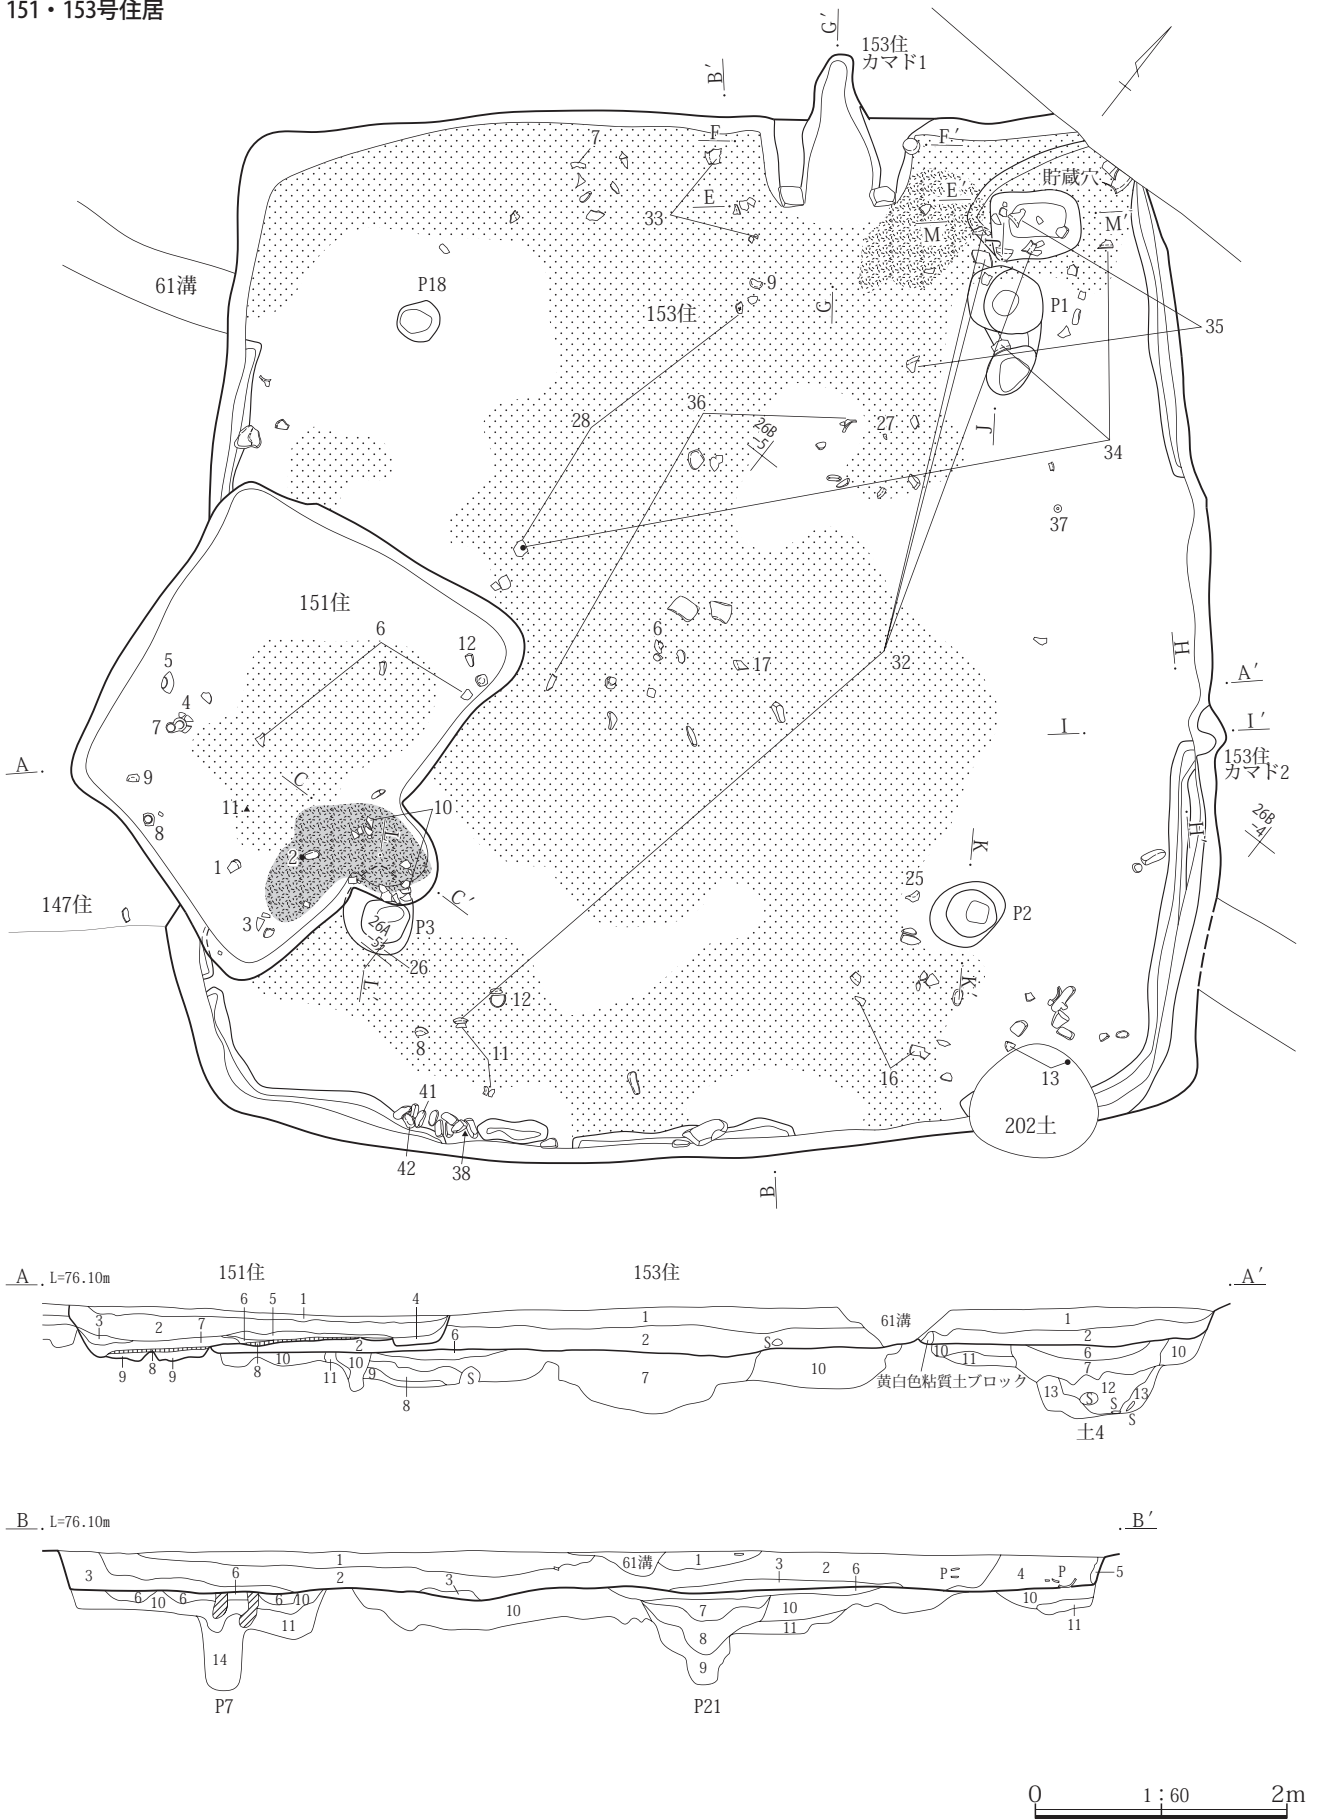 151・153号住居
G′
153住
カマド1
B′
F
F′
7
E
E′
貯蔵穴
33
M
M′
61溝
P18
9
153住
G
P1
35
28
36
26B
-5
27
J
34
37
151住
6
12
5
4
7
6
17
32
H
A′
I
I′
A
9
C
153住
カマド2
11
10
8
26B
-4
H′
1
2
K
25
147住
C′
3
26A
-5
P3
P2
26
L′
K′
12
8
11
16
13
41
202土
42
38
B
A L=76.10m
151住
153住
A′
6 5 1 4
3 2 7 6 1 2 S 61溝 1 2
9 8 9 8 10 11 10 9 8 S 7 10 10 11 6 7 10
黄白色粘質土ブロック
13 12 S S 13 S
土4
B L=76.10m
B′
3 1 2 3 61溝 1 3 2 6 P 4 P 5
6 10 6 6 6 10 11 10 7 10 11 10 11
14 8 9
P7
P21
0 1：60 2m